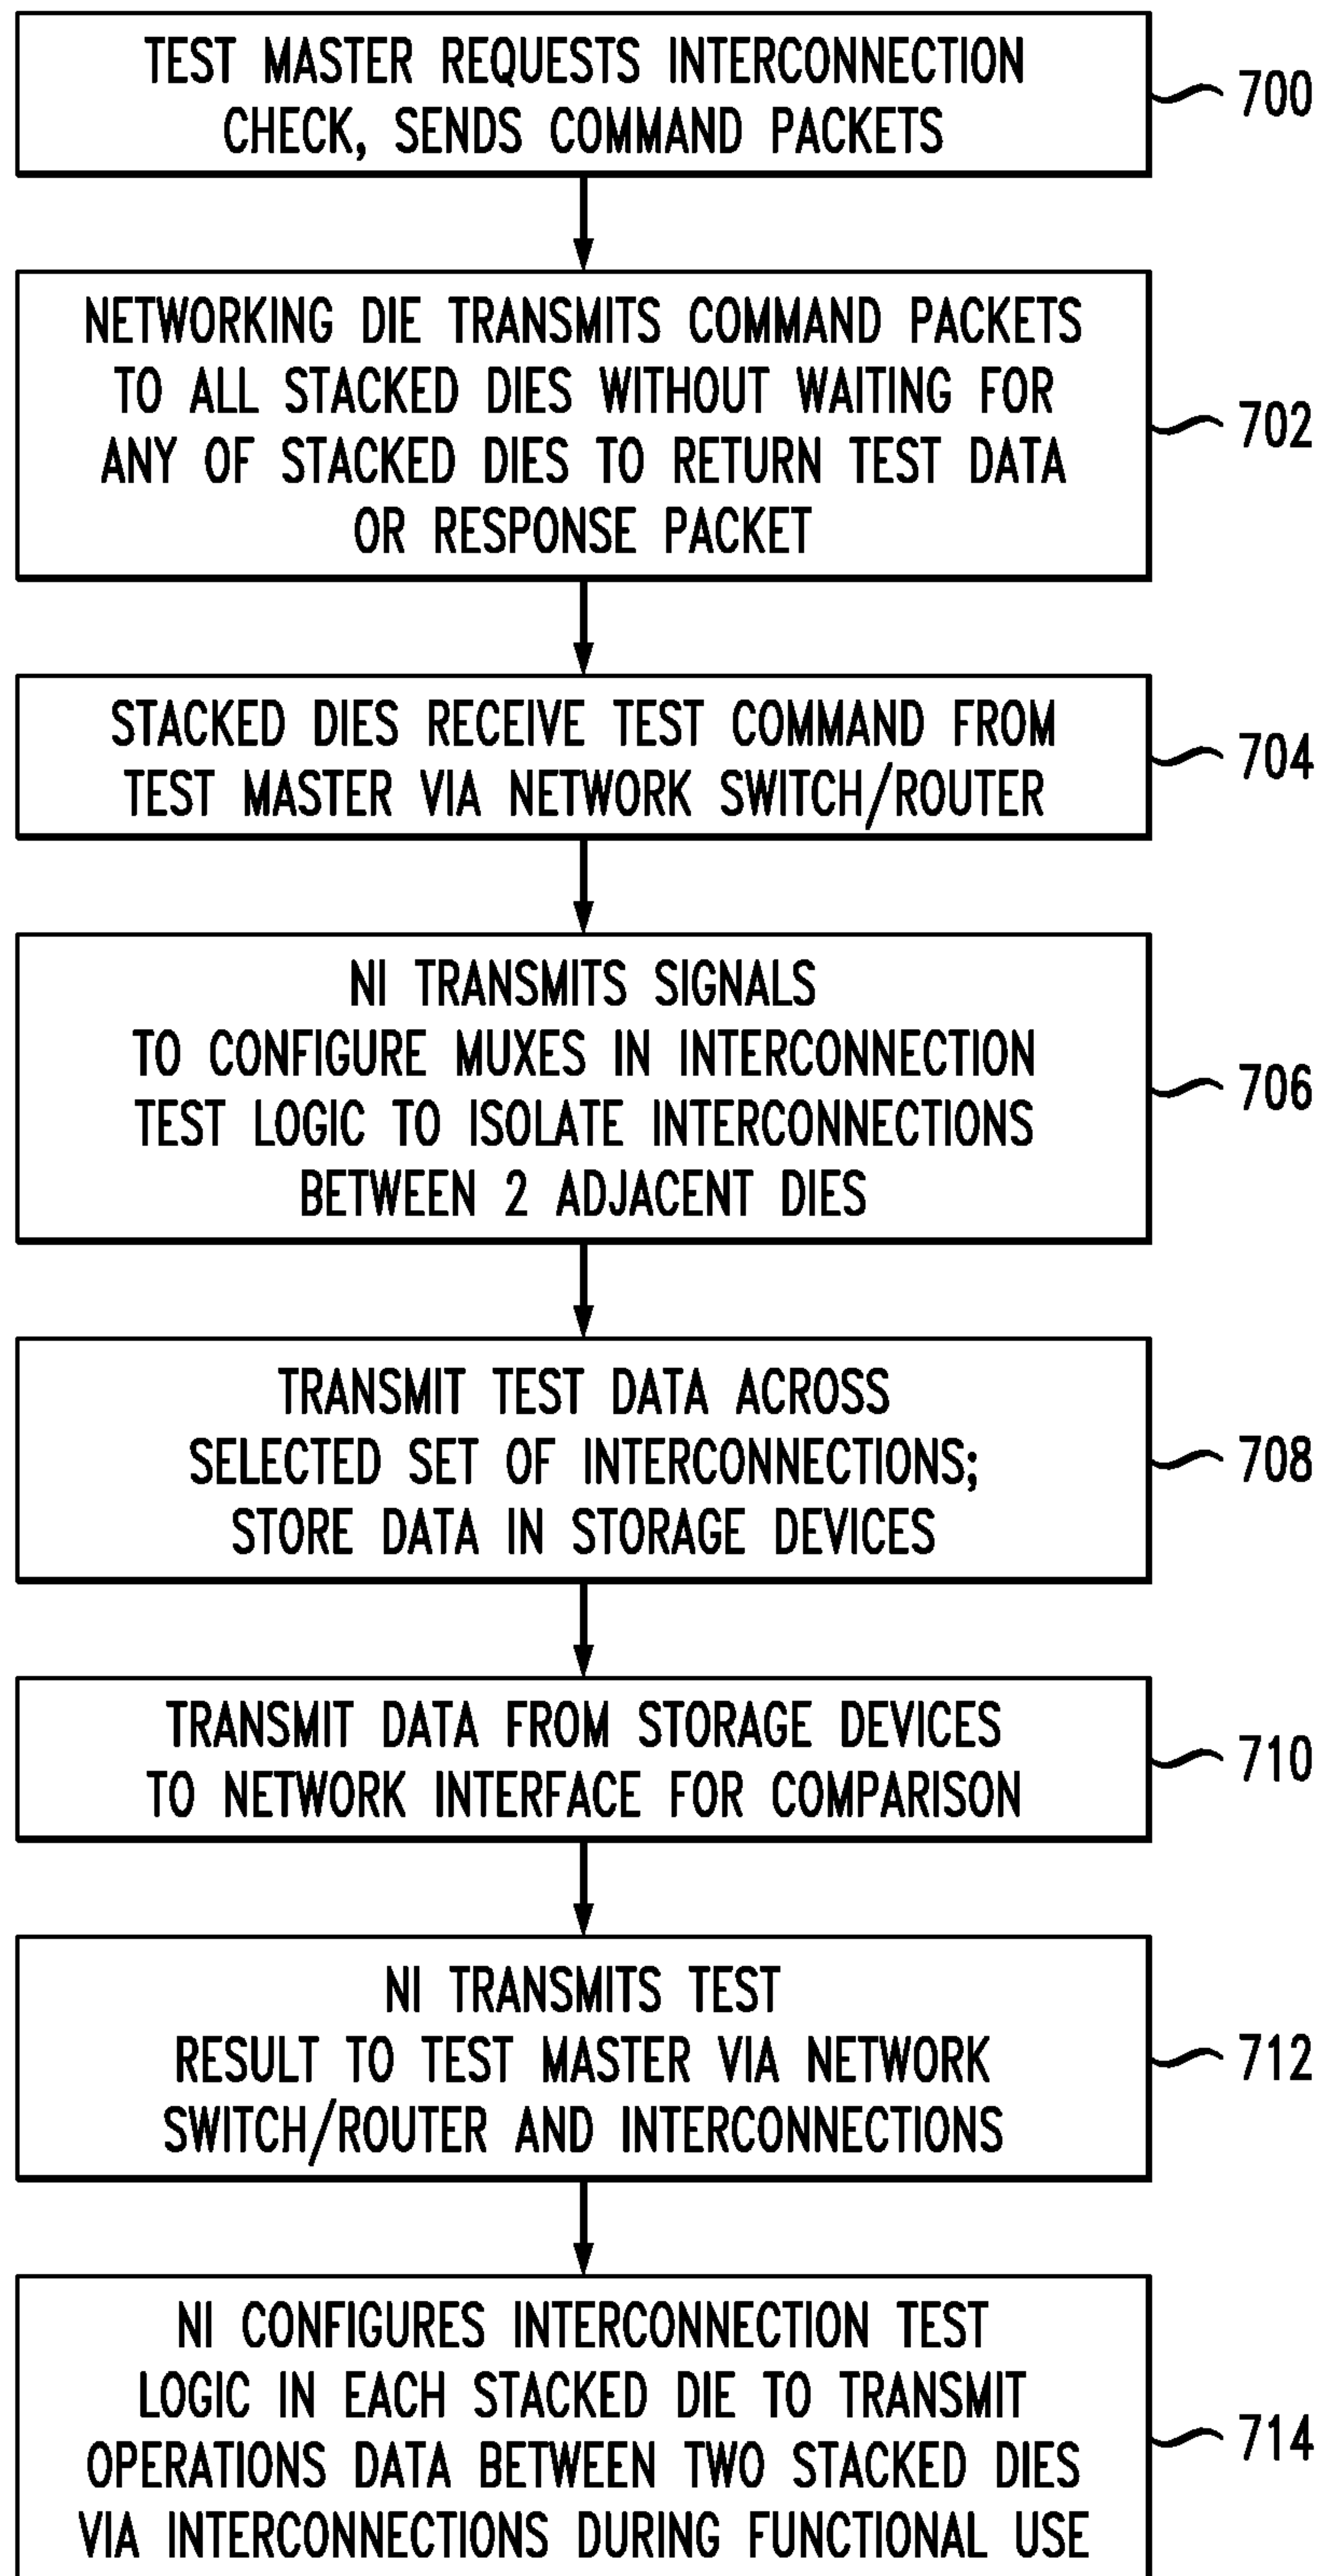 TEST MASTER REQUESTS INTERCONNECTION
CHECK, SENDS COMMAND PACKETS
700
NETWORKING DIE TRANSMITS COMMAND PACKETS
TO ALL STACKED DIES WITHOUT WAITING FOR
ANY OF STACKED DIES TO RETURN TEST DATA
OR RESPONSE PACKET
702
STACKED DIES RECEIVE TEST COMMAND FROM
TEST MASTER VIA NETWORK SWITCH/ROUTER
704
NI TRANSMITS SIGNALS
TO CONFIGURE MUXES IN INTERCONNECTION
TEST LOGIC TO ISOLATE INTERCONNECTIONS
BETWEEN 2 ADJACENT DIES
706
TRANSMIT TEST DATA ACROSS
SELECTED SET OF INTERCONNECTIONS;
STORE DATA IN STORAGE DEVICES
708
TRANSMIT DATA FROM STORAGE DEVICES
TO NETWORK INTERFACE FOR COMPARISON
710
NI TRANSMITS TEST
RESULT TO TEST MASTER VIA NETWORK
SWITCH/ROUTER AND INTERCONNECTIONS
712
NI CONFIGURES INTERCONNECTION TEST
LOGIC IN EACH STACKED DIE TO TRANSMIT
OPERATIONS DATA BETWEEN TWO STACKED DIES
VIA INTERCONNECTIONS DURING FUNCTIONAL USE
714